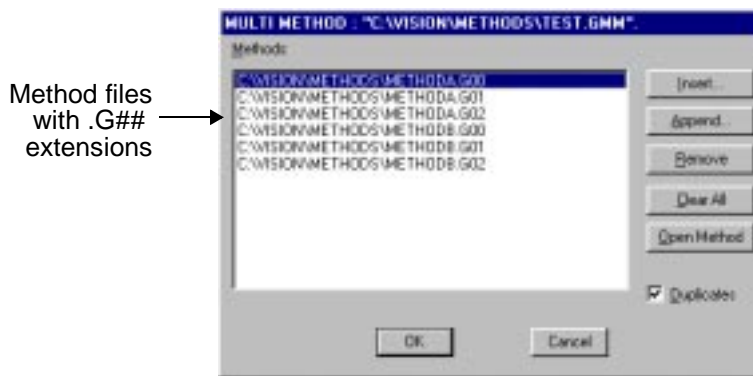 MULTI METHOD : "C:\VISION\METHODS\TEST.GMM".
Methods
C:\VISION\METHODS\METHODA.G00
C:\VISION\METHODS\METHODA.G01
C:\VISION\METHODS\METHODA.G02
C:\VISION\METHODS\METHODB.G00
C:\VISION\METHODS\METHODB.G01
C:\VISION\METHODS\METHODB.G02
Method files
with .G##
extensions
Insert...
Append...
Remove
Clear All
Open Method
Duplicates
OK
Cancel